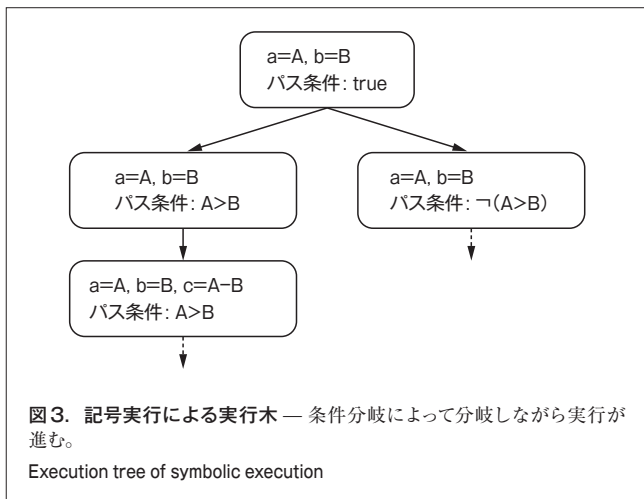 a=A, b=B
パス条件: true
a=A, b=B
パス条件: A>B
a=A, b=B
パス条件: ¬(A>B)
a=A, b=B, c=A−B
パス条件: A>B
図3. 記号実行による実行木 — 条件分岐によって分岐しながら実行が
進む。
Execution tree of symbolic execution